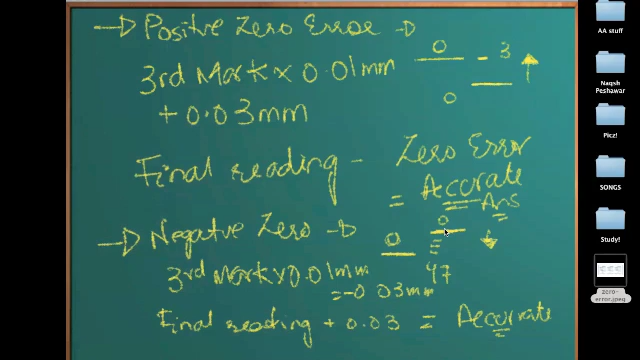 → Positive Zero Error →
0
- 3 ↑
0
3rd Mark x 0.01mm
+ 0.03mm
Final reading - Zero Error
= Accurate
Ans
→ Negative Zero →
0
0
↓
47
3rd Mark x 0.01mm
= -0.03mm
Final reading + 0.03 = Accurate
AA stuff
Naqsh Peshawar
Picz!
SONGS
Study!
zero-error.jpeg